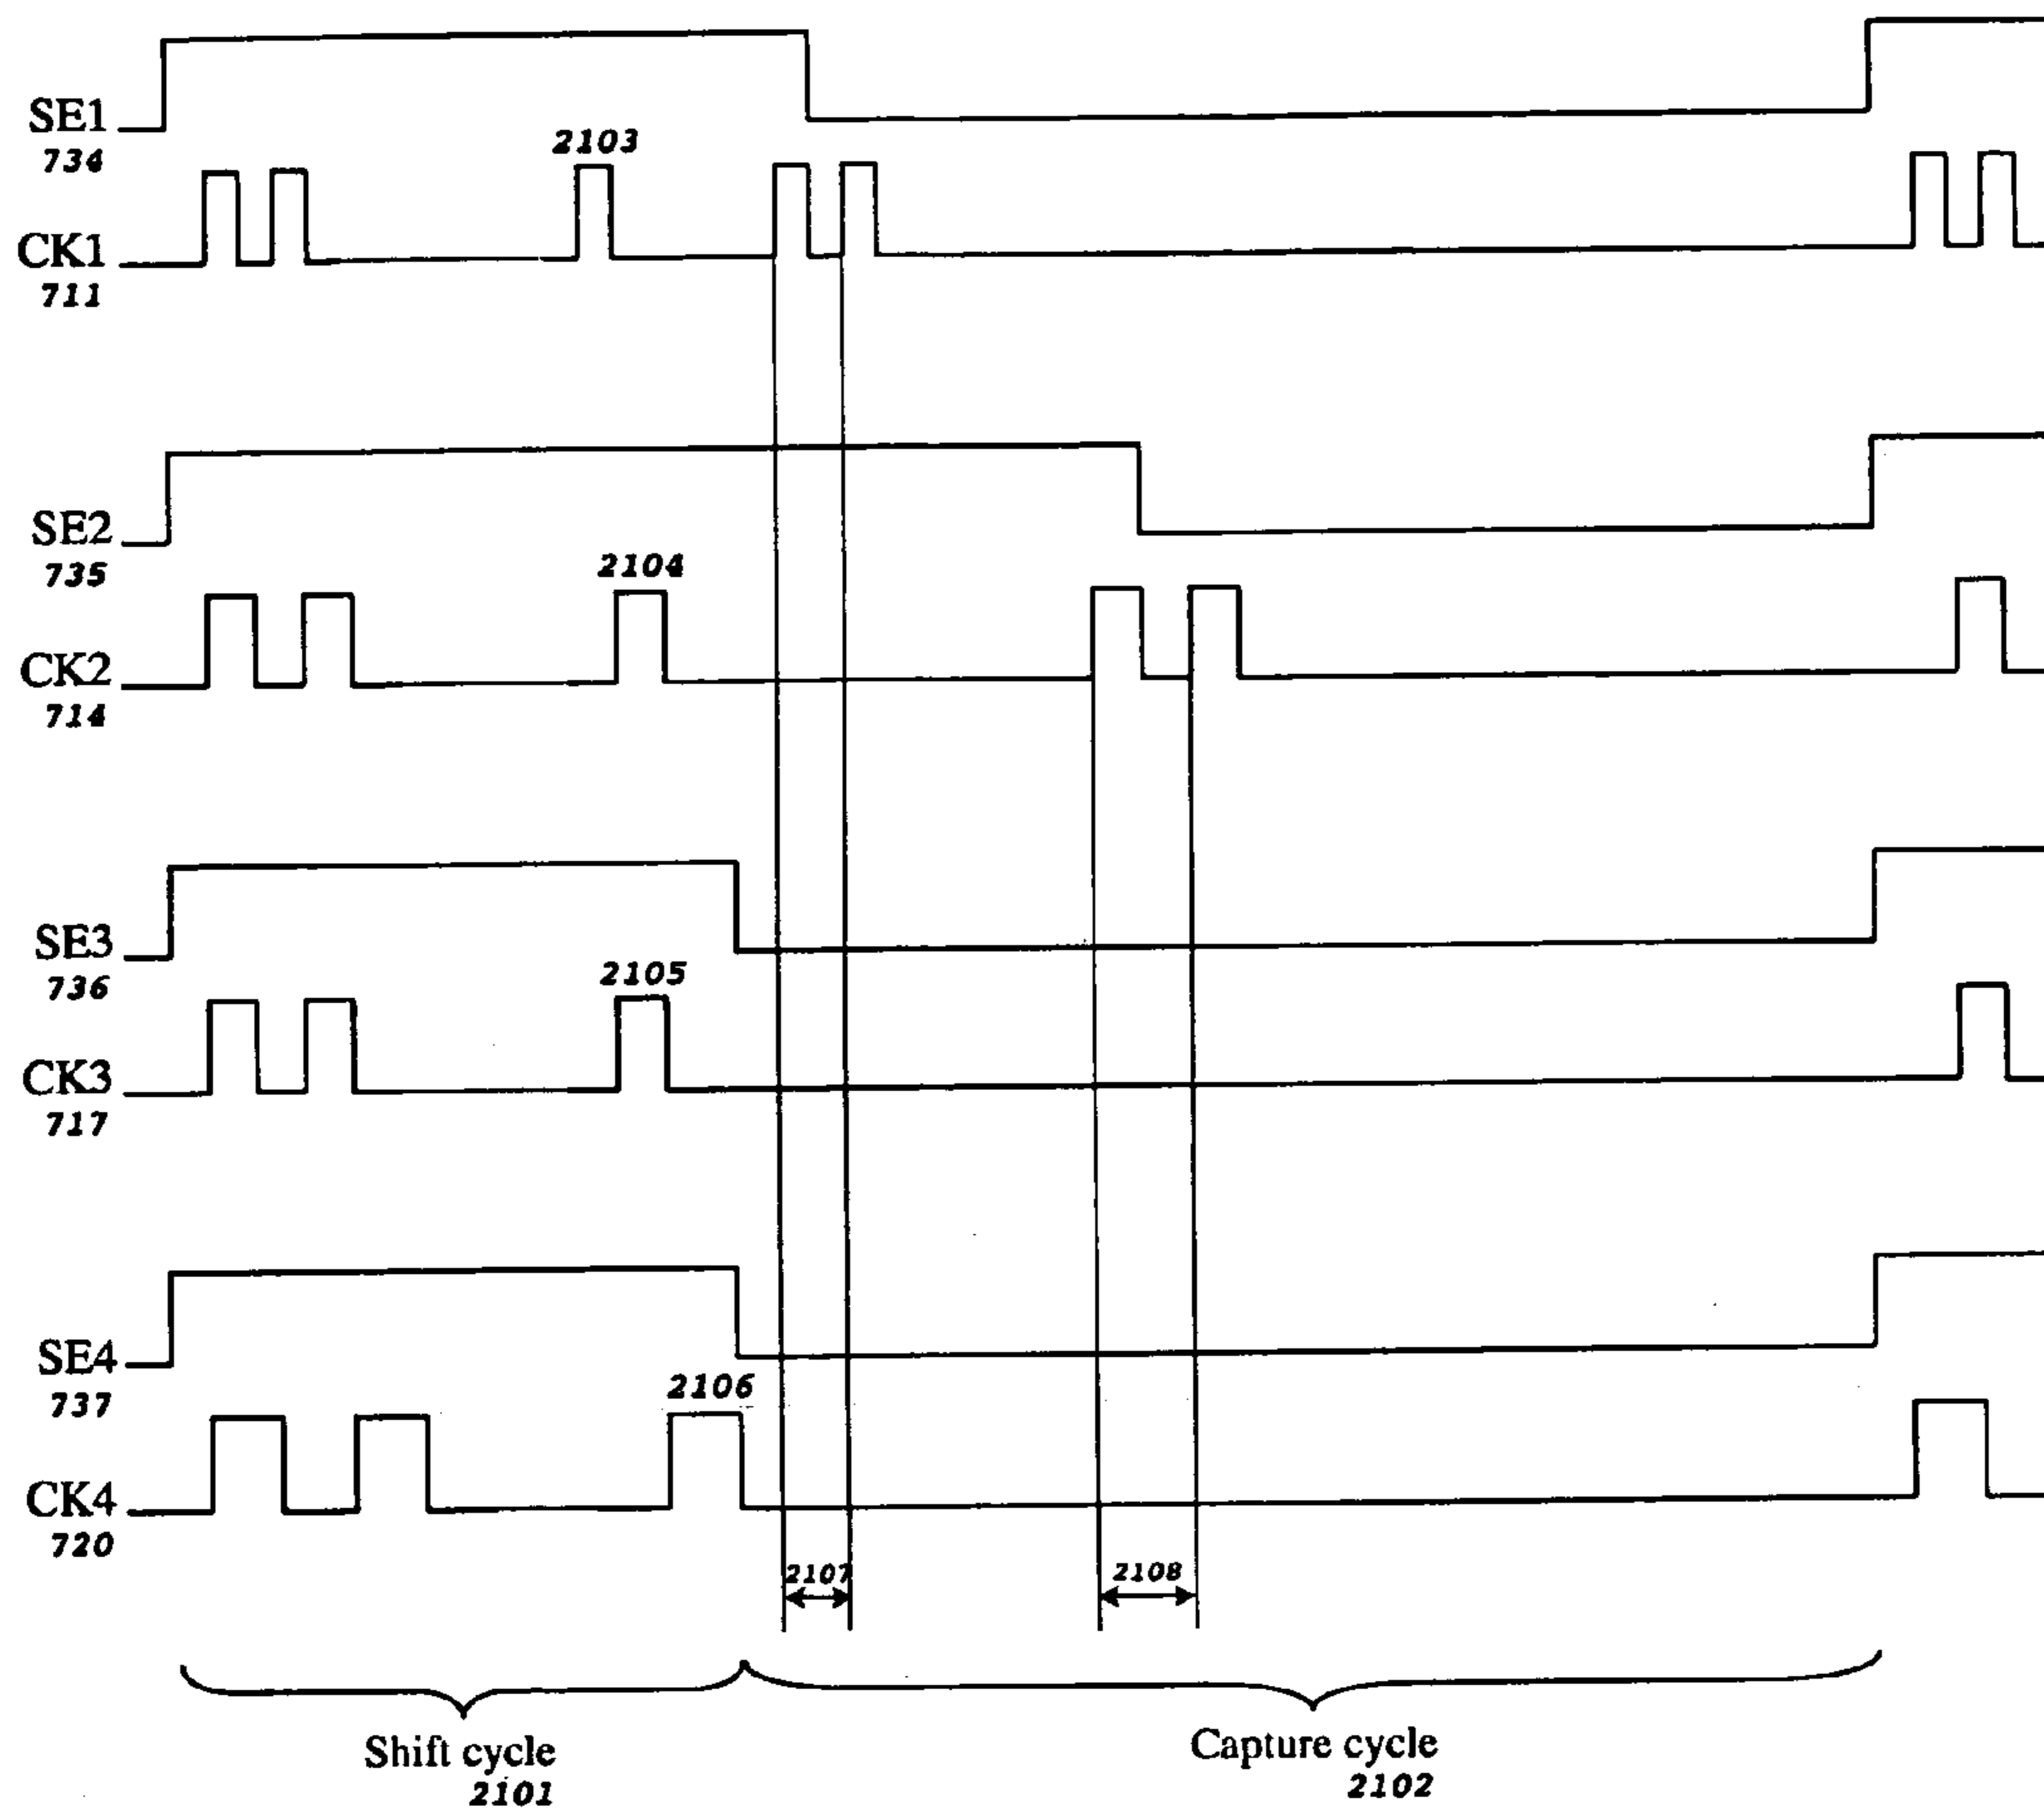 SE1
734
2103
CK1
711
SE2
735
2104
CK2
714
SE3
736
2105
CK3
717
SE4
737
2106
CK4
720
2107
2108
Shift cycle
2101
Capture cycle
2102